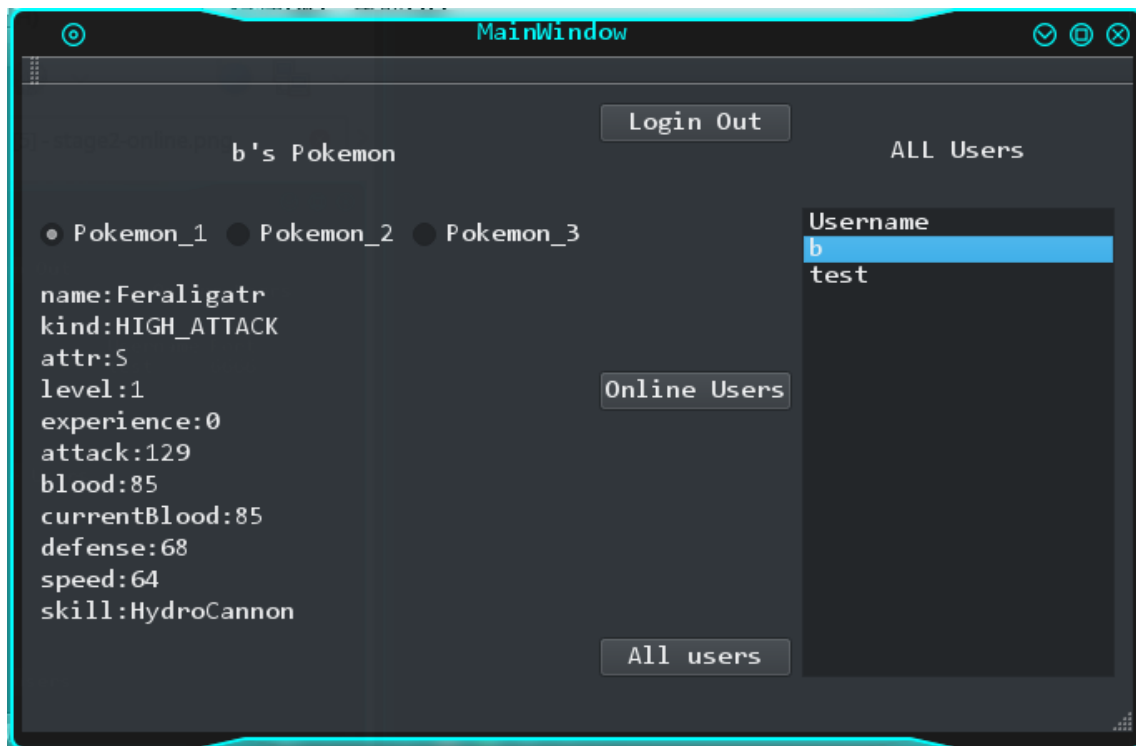 MainWindow
Login Out
b's Pokemon
ALL Users
Pokemon_1 Pokemon_2 Pokemon_3
name:Feraligatr
kind:HIGH_ATTACK
attr:S
level:1
experience:0
attack:129
blood:85
currentBlood:85
defense:68
speed:64
skill:HydroCannon
Online Users
All users
Username
b
test